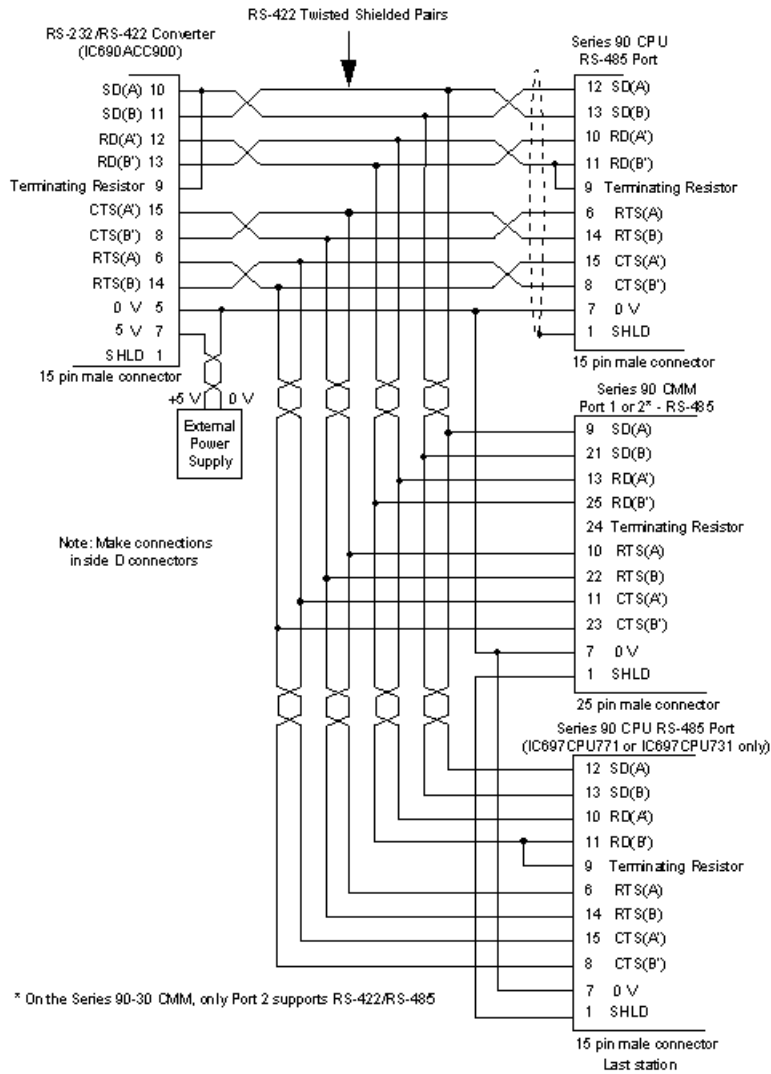 RS-422 Twisted Shielded Pairs
RS-232/RS-422 Converter
(IC690ACC900)
SD(A) 10
SD(B) 11
RD(A') 12
RD(B') 13
Terminating Resistor 9
CTS(A') 15
CTS(B') 8
RTS(A) 6
RTS(B) 14
0 V 5
5 V 7
SHLD 1
15 pin male connector
+5 V 0 V
External
Power
Supply
Note: Make connections
inside D connectors
Series 90 CPU
RS-485 Port
12 SD(A)
13 SD(B)
10 RD(A')
11 RD(B')
9 Terminating Resistor
6 RTS(A)
14 RTS(B)
15 CTS(A')
8 CTS(B')
7 0 V
1 SHLD
15 pin male connector
Series 90 CMM
Port 1 or 2* - RS-485
9 SD(A)
21 SD(B)
13 RD(A')
25 RD(B')
24 Terminating Resistor
10 RTS(A)
22 RTS(B)
11 CTS(A')
23 CTS(B')
7 0 V
1 SHLD
25 pin male connector
Series 90 CPU RS-485 Port
(IC697CPU771 or IC697CPU731 only)
12 SD(A)
13 SD(B)
10 RD(A')
11 RD(B')
9 Terminating Resistor
6 RTS(A)
14 RTS(B)
15 CTS(A')
8 CTS(B')
7 0 V
1 SHLD
15 pin male connector
Last station
* On the Series 90-30 CMM, only Port 2 supports RS-422/RS-485